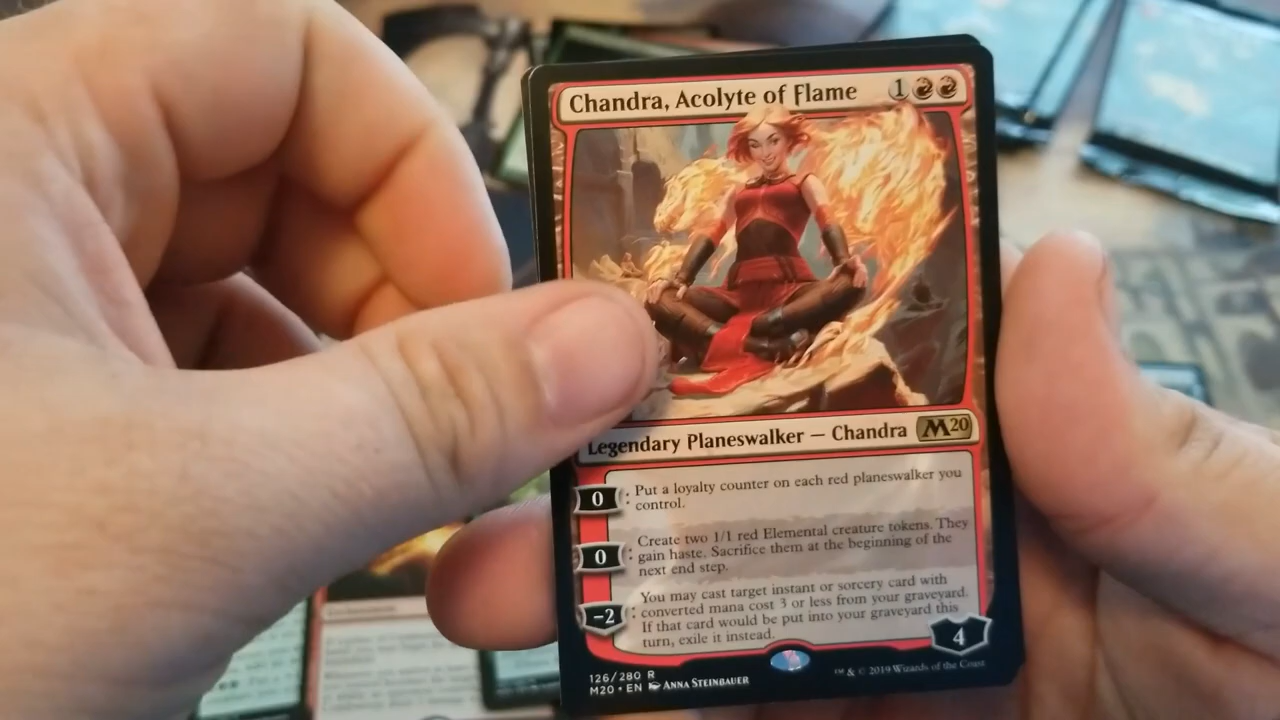 Chandra, Acolyte of Flame 1
Legendary Planeswalker — Chandra M20
0 : Put a loyalty counter on each red planeswalker you
control.
0 : Create two 1/1 red Elemental creature tokens. They
gain haste. Sacrifice them at the beginning of the
next end step.
−2 : You may cast target instant or sorcery card with
converted mana cost 3 or less from your graveyard.
If that card would be put into your graveyard this
turn, exile it instead.
4
126/280 R
M20 • EN Anna Steinbauer
™ & © 2019 Wizards of the Coast